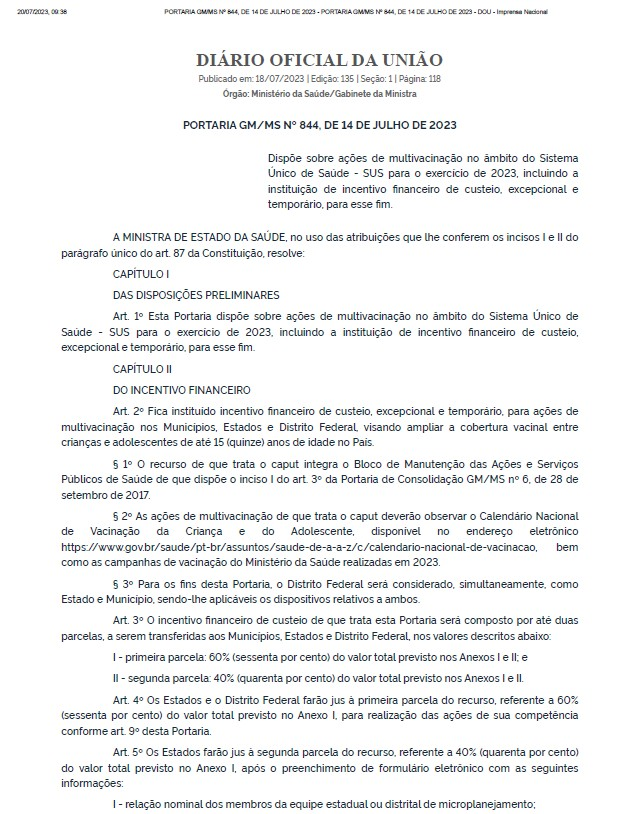 20/07/2023, 09:38
PORTARIA GM/MS Nº 844, DE 14 DE JULHO DE 2023 - PORTARIA GM/MS Nº 844, DE 14 DE JULHO DE 2023 - DOU - Imprensa Nacional
DIÁRIO OFICIAL DA UNIÃO
Publicado em: 18/07/2023 | Edição: 135 | Seção: 1 | Página: 118
Órgão: Ministério da Saúde/Gabinete da Ministra
PORTARIA GM/MS Nº 844, DE 14 DE JULHO DE 2023
Dispõe sobre ações de multivacinação no âmbito do Sistema
Único de Saúde - SUS para o exercício de 2023, incluindo a
instituição de incentivo financeiro de custeio, excepcional e
temporário, para esse fim.
A MINISTRA DE ESTADO DA SAÚDE, no uso das atribuições que lhe conferem os incisos I e II do
parágrafo único do art. 87 da Constituição, resolve:
CAPÍTULO I
DAS DISPOSIÇÕES PRELIMINARES
Art. 1º Esta Portaria dispõe sobre ações de multivacinação no âmbito do Sistema Único de
Saúde - SUS para o exercício de 2023, incluindo a instituição de incentivo financeiro de custeio,
excepcional e temporário, para esse fim.
CAPÍTULO II
DO INCENTIVO FINANCEIRO
Art. 2º Fica instituído incentivo financeiro de custeio, excepcional e temporário, para ações de
multivacinação nos Municípios, Estados e Distrito Federal, visando ampliar a cobertura vacinal entre
crianças e adolescentes de até 15 (quinze) anos de idade no País.
§ 1º O recurso de que trata o caput integra o Bloco de Manutenção das Ações e Serviços
Públicos de Saúde de que dispõe o inciso I do art. 3º da Portaria de Consolidação GM/MS nº 6, de 28 de
setembro de 2017.
§ 2º As ações de multivacinação de que trata o caput deverão observar o Calendário Nacional
de Vacinação da Criança e do Adolescente, disponível no endereço eletrônico
https://www.gov.br/saude/pt-br/assuntos/saude-de-a-a-z/c/calendario-nacional-de-vacinacao, bem
como as campanhas de vacinação do Ministério da Saúde realizadas em 2023.
§ 3º Para os fins desta Portaria, o Distrito Federal será considerado, simultaneamente, como
Estado e Município, sendo-lhe aplicáveis os dispositivos relativos a ambos.
Art. 3º O incentivo financeiro de custeio de que trata esta Portaria será composto por até duas
parcelas, a serem transferidas aos Municípios, Estados e Distrito Federal, nos valores descritos abaixo:
I - primeira parcela: 60% (sessenta por cento) do valor total previsto nos Anexos I e II; e
II - segunda parcela: 40% (quarenta por cento) do valor total previsto nos Anexos I e II.
Art. 4º Os Estados e o Distrito Federal farão jus à primeira parcela do recurso, referente a 60%
(sessenta por cento) do valor total previsto no Anexo I, para realização das ações de sua competência
conforme art. 9º desta Portaria.
Art. 5º Os Estados farão jus à segunda parcela do recurso, referente a 40% (quarenta por cento)
do valor total previsto no Anexo I, após o preenchimento de formulário eletrônico com as seguintes
informações:
I - relação nominal dos membros da equipe estadual ou distrital de microplanejamento;